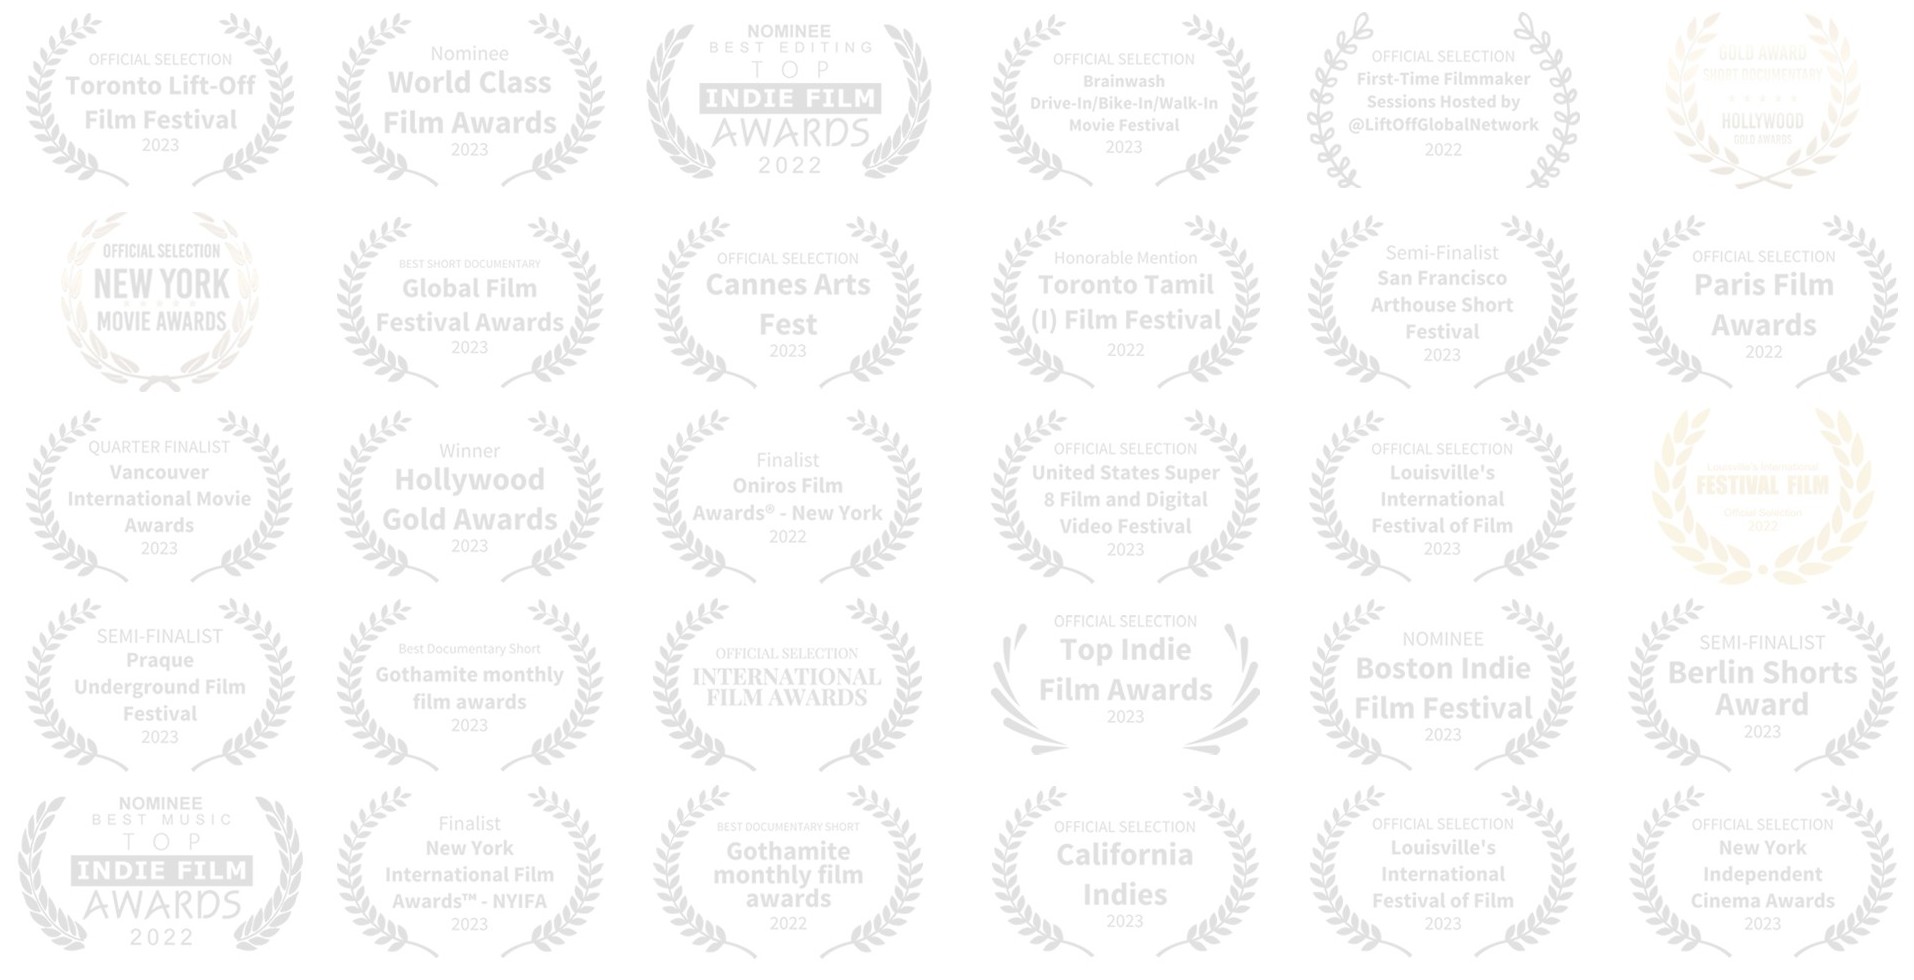 OFFICIAL SELECTION
Toronto Lift-Off
Film Festival
2023
Nominee
World Class
Film Awards
2023
NOMINEE
BEST EDITING
TOP
INDIE FILM
AWARDS
2022
OFFICIAL SELECTION
Brainwash
Drive-In/Bike-In/Walk-In
Movie Festival
2023
OFFICIAL SELECTION
First-Time Filmmaker
Sessions Hosted by
@LiftOffGlobalNetwork
2022
GOLD AWARD
SHORT DOCUMENTARY
HOLLYWOOD
GOLD AWARDS
OFFICIAL SELECTION
NEW YORK
MOVIE AWARDS
BEST SHORT DOCUMENTARY
Global Film
Festival Awards
2023
OFFICIAL SELECTION
Cannes Arts
Fest
2023
Honorable Mention
Toronto Tamil
(I) Film Festival
2022
Semi-Finalist
San Francisco
Arthouse Short
Festival
2023
OFFICIAL SELECTION
Paris Film
Awards
2022
QUARTER FINALIST
Vancouver
International Movie
Awards
2023
Winner
Hollywood
Gold Awards
2023
Finalist
Oniros Film
Awards® - New York
2022
OFFICIAL SELECTION
United States Super
8 Film and Digital
Video Festival
2023
OFFICIAL SELECTION
Louisville's
International
Festival of Film
2023
Louisville's International
FESTIVAL FILM
Official Selection
2022
SEMI-FINALIST
Praque
Underground Film
Festival
2023
Best Documentary Short
Gothamite monthly
film awards
2023
OFFICIAL SELECTION
INTERNATIONAL
FILM AWARDS
OFFICIAL SELECTION
Top Indie
Film Awards
2023
NOMINEE
Boston Indie
Film Festival
2023
SEMI-FINALIST
Berlin Shorts
Award
2023
NOMINEE
BEST MUSIC
TOP
INDIE FILM
AWARDS
2022
Finalist
New York
International Film
Awards™ - NYIFA
2023
BEST DOCUMENTARY SHORT
Gothamite
monthly film
awards
2022
OFFICIAL SELECTION
California
Indies
2023
OFFICIAL SELECTION
Louisville's
International
Festival of Film
2023
OFFICIAL SELECTION
New York
Independent
Cinema Awards
2023